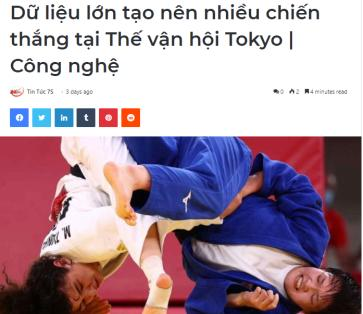 Dữ liệu lớn tạo nên nhiều chiến
thắng tại Thế vận hội Tokyo |
Công nghệ
Tin Tức 75 · 3 days ago 0 2 4 minutes read